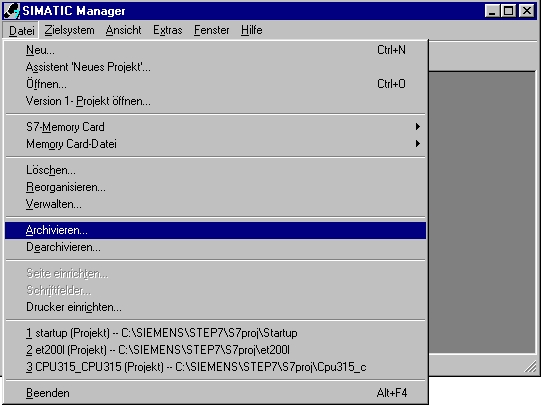 SIMATIC Manager
Datei Zielsystem Ansicht Extras Fenster Hilfe
Neu... Ctrl+N
Assistent 'Neues Projekt'...
Öffnen... Ctrl+O
Version 1- Projekt öffnen...
S7-Memory Card
Memory Card-Datei
Löschen...
Reorganisieren...
Verwalten...
Archivieren...
Dearchivieren...
Seite einrichten...
Schriftfelder...
Drucker einrichten...
1 startup (Projekt) -- C:\SIEMENS\STEP7\S7proj\Startup
2 et200l (Projekt) -- C:\SIEMENS\STEP7\S7proj\et200l
3 CPU315_CPU315 (Projekt) -- C:\SIEMENS\STEP7\S7proj\Cpu315_c
Beenden Alt+F4